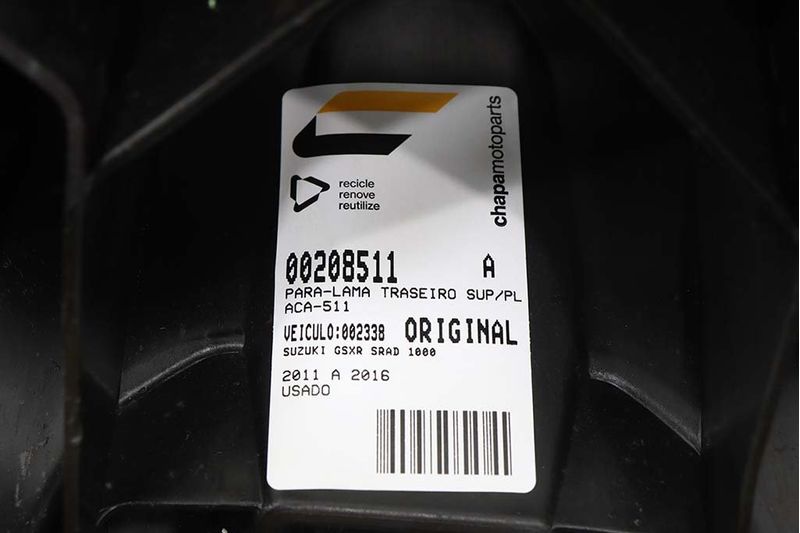 chapamotoparts
recicle
renove
reutilize
00208511 A
PARA-LAMA TRASEIRO SUP/PL
ACA-511
VEICULO:002338 ORIGINAL
SUZUKI GSXR SRAD 1000
2011 A 2016
USADO